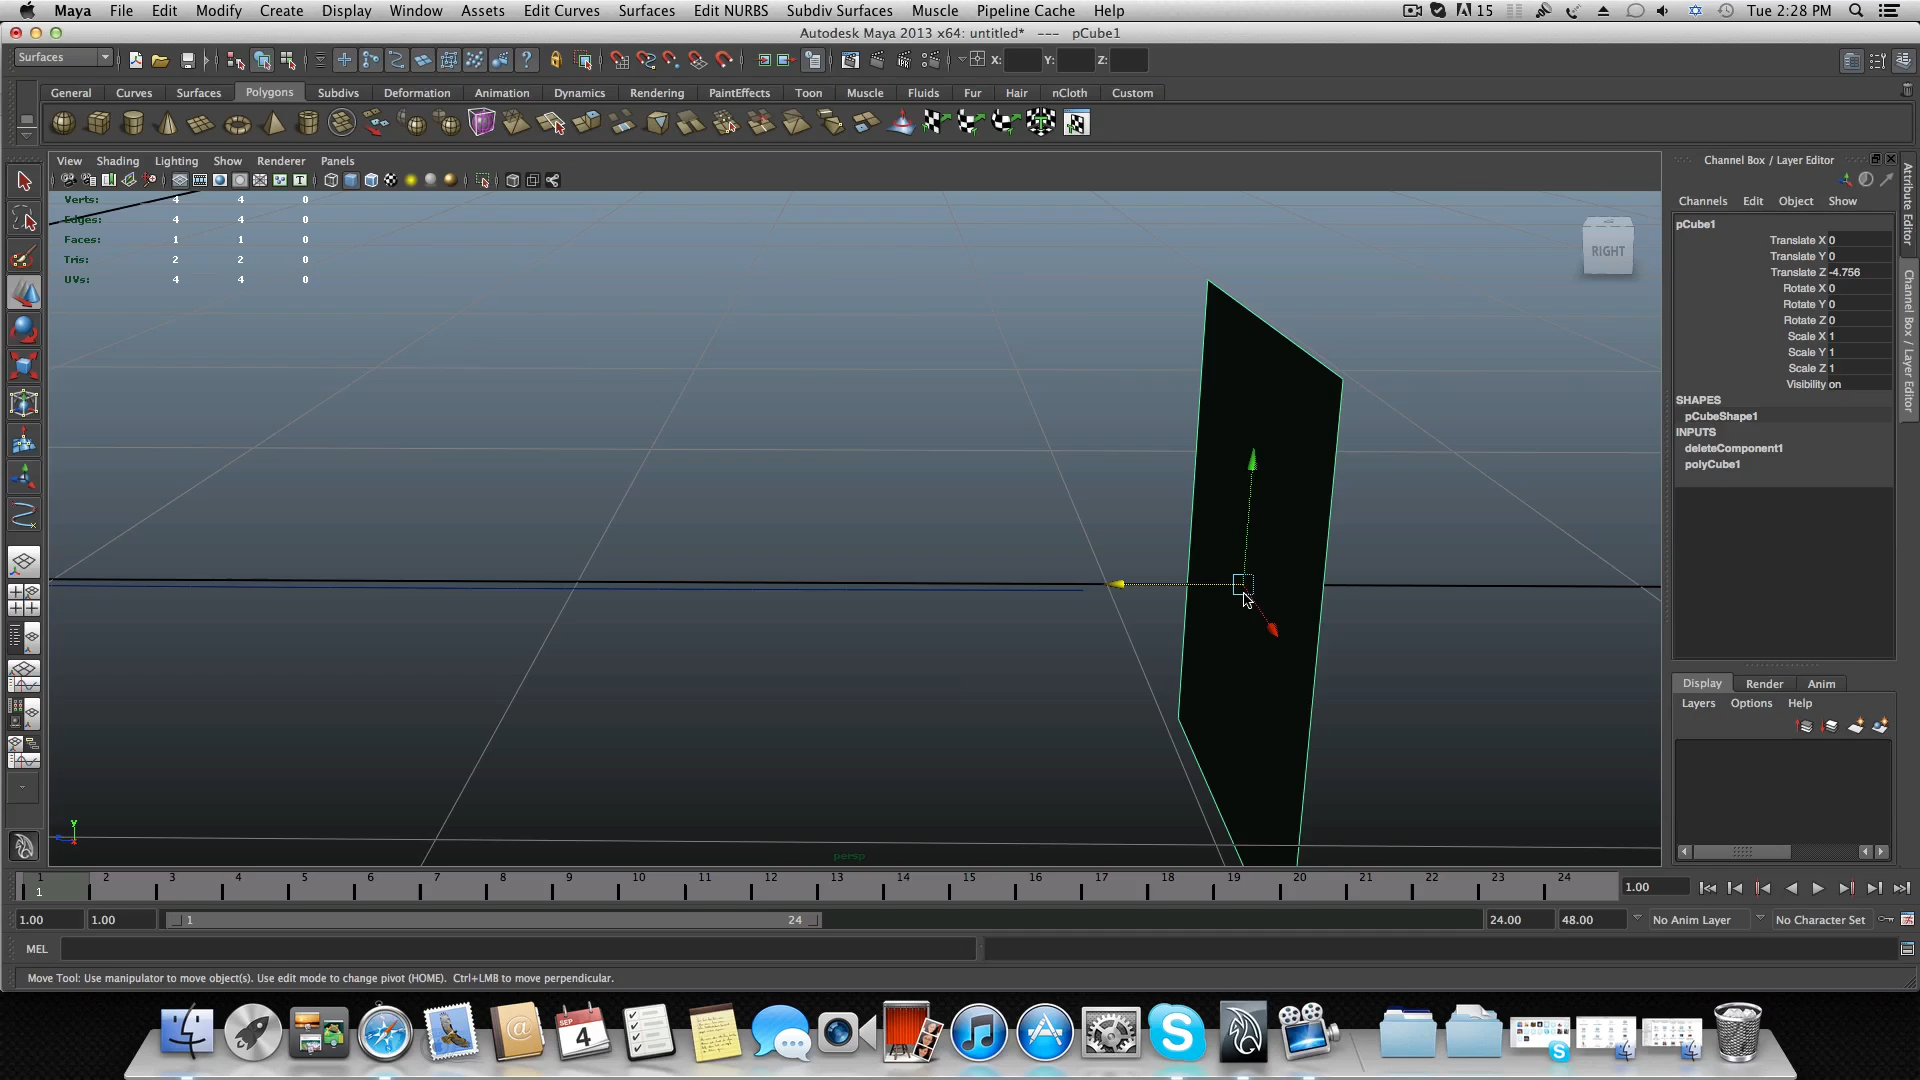 Maya File Edit Modify Create Display Window Assets Edit Curves Surfaces Edit NURBS Subdiv Surfaces Muscle Pipeline Cache Help 15 Tue 2:28 PM
Autodesk Maya 2013 x64: untitled* --- pCube1
Surfaces X: Y: Z:
General Curves Surfaces Polygons Subdivs Deformation Animation Dynamics Rendering PaintEffects Toon Muscle Fluids Fur Hair nCloth Custom
View Shading Lighting Show Renderer Panels
Channel Box / Layer Editor
Channels Edit Object Show
Verts: 4 4 0
Edges: 4 4 0
Faces: 1 1 0
Tris: 2 2 0
UVs: 4 4 0
RIGHT
pCube1
Translate X 0
Translate Y 0
Translate Z -4.756
Rotate X 0
Rotate Y 0
Rotate Z 0
Scale X 1
Scale Y 1
Scale Z 1
Visibility on
SHAPES
pCubeShape1
INPUTS
deleteComponent1
polyCube1
Attribute Editor
Channel Box / Layer Editor
Display Render Anim
Layers Options Help
y
persp
1 2 3 4 5 6 7 8 9 10 11 12 13 14 15 16 17 18 19 20 21 22 23 24
1 1.00
1.00 1.00 1 24 24.00 48.00 No Anim Layer No Character Set
MEL
Move Tool: Use manipulator to move object(s). Use edit mode to change pivot (HOME). Ctrl+LMB to move perpendicular.
SEP
4